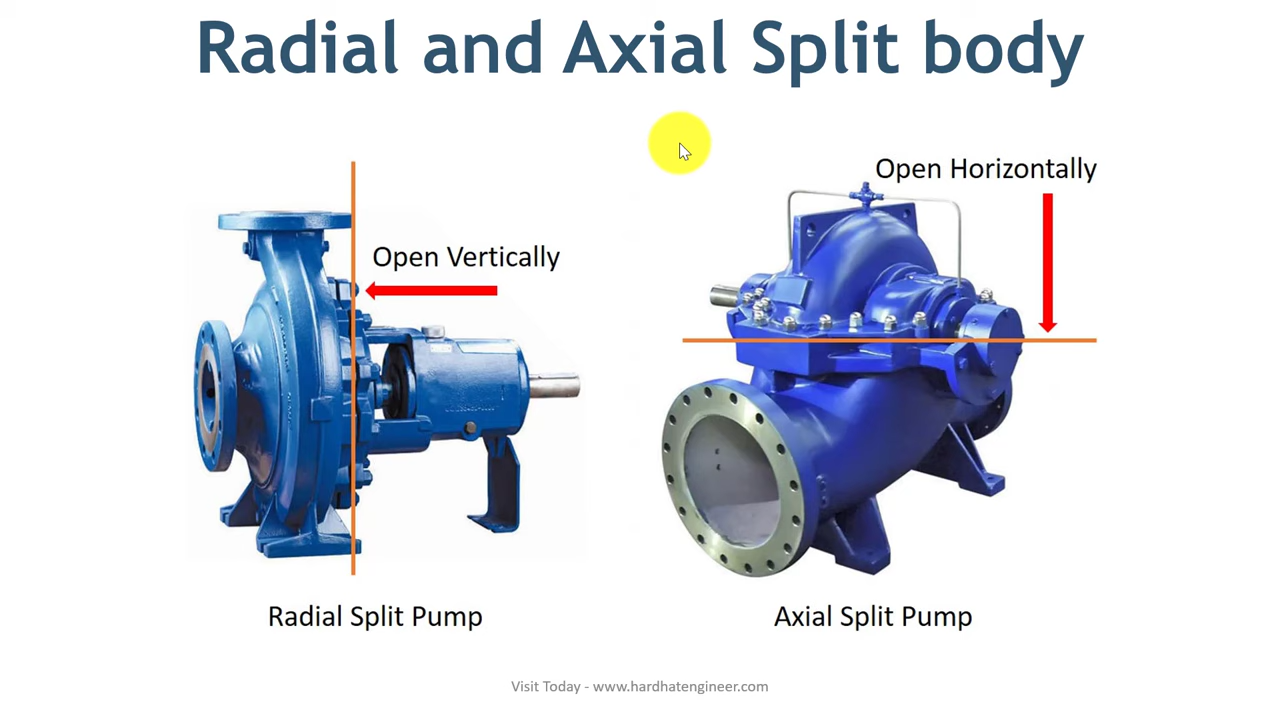 Radial and Axial Split body
Open Horizontally
Open Vertically
Radial Split Pump
Axial Split Pump
Visit Today - www.hardhatengineer.com